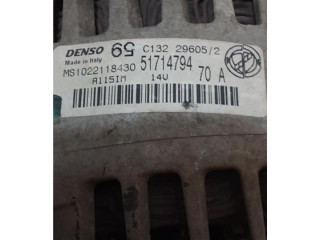 DENSO 59 C132 29605/2
Made in Italy
MS1022118430 51714794
A115IM 14V 70 A